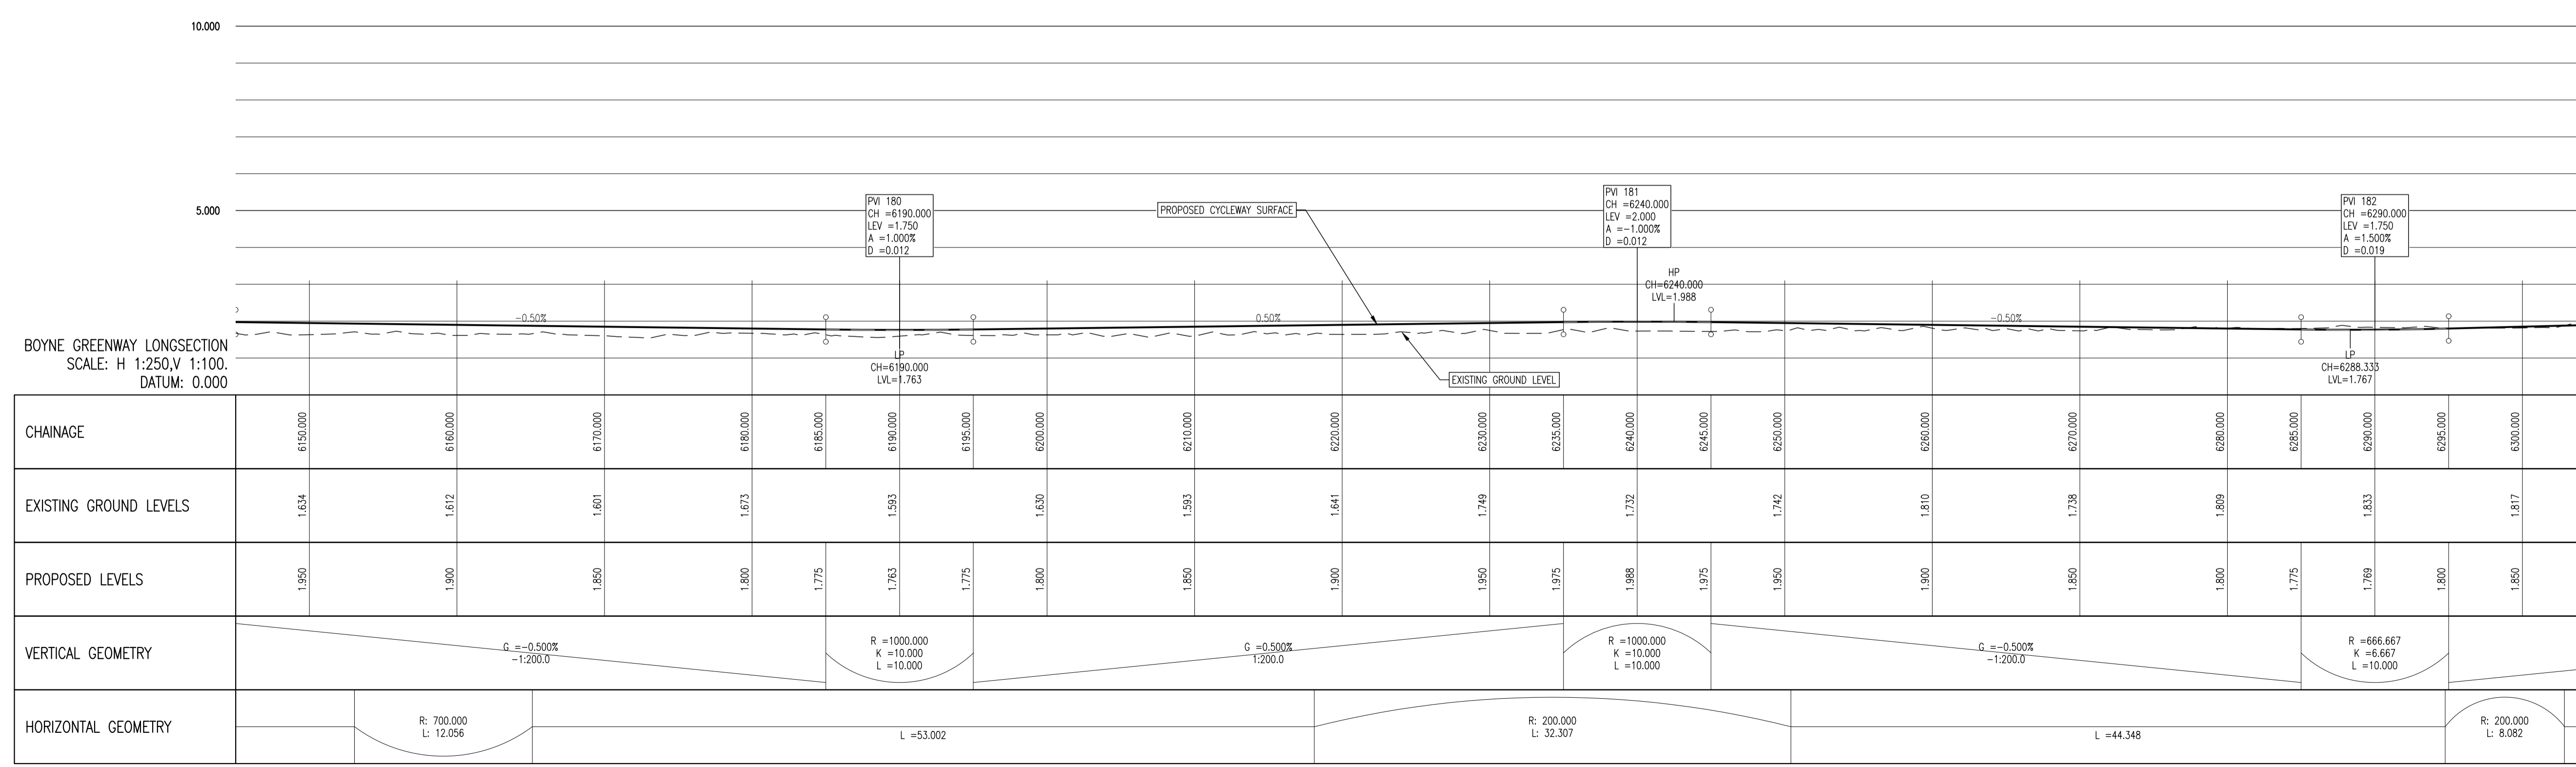 10.000
5.000
PVI 180
CH =6190.000
LEV =1.750
A =1.000%
D =0.012
PROPOSED CYCLEWAY SURFACE
PVI 181
CH =6240.000
LEV =2.000
A =-1.000%
D =0.012
PVI 182
CH =6290.000
LEV =1.750
A =1.500%
D =0.019
HP
CH=6240.000
LVL=1.988
-0.50%
0.50%
-0.50%
LP
CH=6190.000
LVL=1.763
EXISTING GROUND LEVEL
LP
CH=6288.333
LVL=1.767
BOYNE GREENWAY LONGSECTION
SCALE: H 1:250,V 1:100.
DATUM: 0.000
CHAINAGE
6150.000 6160.000 6170.000 6180.000 6185.000 6190.000 6195.000 6200.000 6210.000 6220.000 6230.000 6235.000 6240.000 6245.000 6250.000 6260.000 6270.000 6280.000 6285.000 6290.000 6295.000 6300.000
EXISTING GROUND LEVELS
1.634 1.612 1.601 1.673 1.593 1.630 1.593 1.641 1.749 1.732 1.742 1.810 1.738 1.809 1.833 1.817
PROPOSED LEVELS
1.950 1.900 1.850 1.800 1.775 1.763 1.775 1.800 1.850 1.900 1.950 1.975 1.988 1.975 1.950 1.900 1.850 1.800 1.775 1.769 1.800 1.850
VERTICAL GEOMETRY
G =-0.500%
-1:200.0
R =1000.000
K =10.000
L =10.000
G =0.500%
1:200.0
R =1000.000
K =10.000
L =10.000
G =-0.500%
-1:200.0
R =666.667
K =6.667
L =10.000
HORIZONTAL GEOMETRY
R: 700.000
L: 12.056
L =53.002
R: 200.000
L: 32.307
L =44.348
R: 200.000
L: 8.082